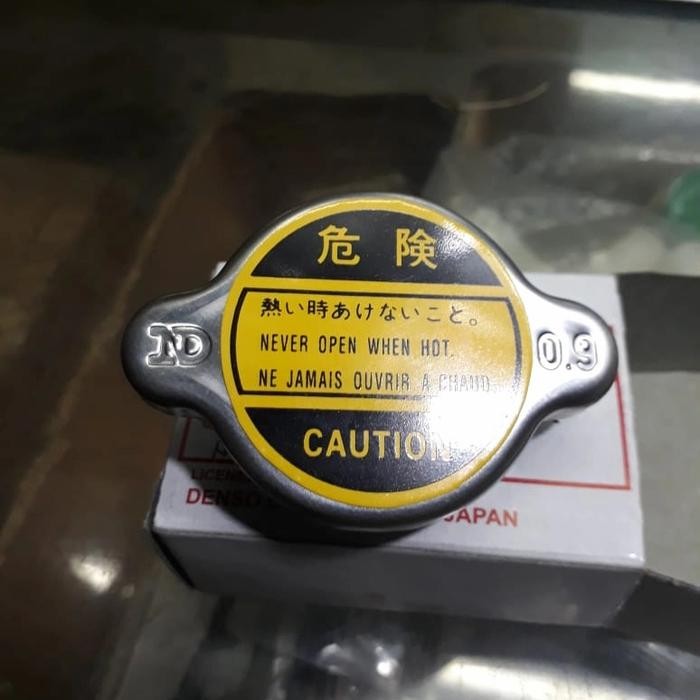 危険
熱い時あけないこと。
NEVER OPEN WHEN HOT.
NE JAMAIS OUVRIR A CHAUD
CAUTION
ND
0.9
DENSO
JAPAN